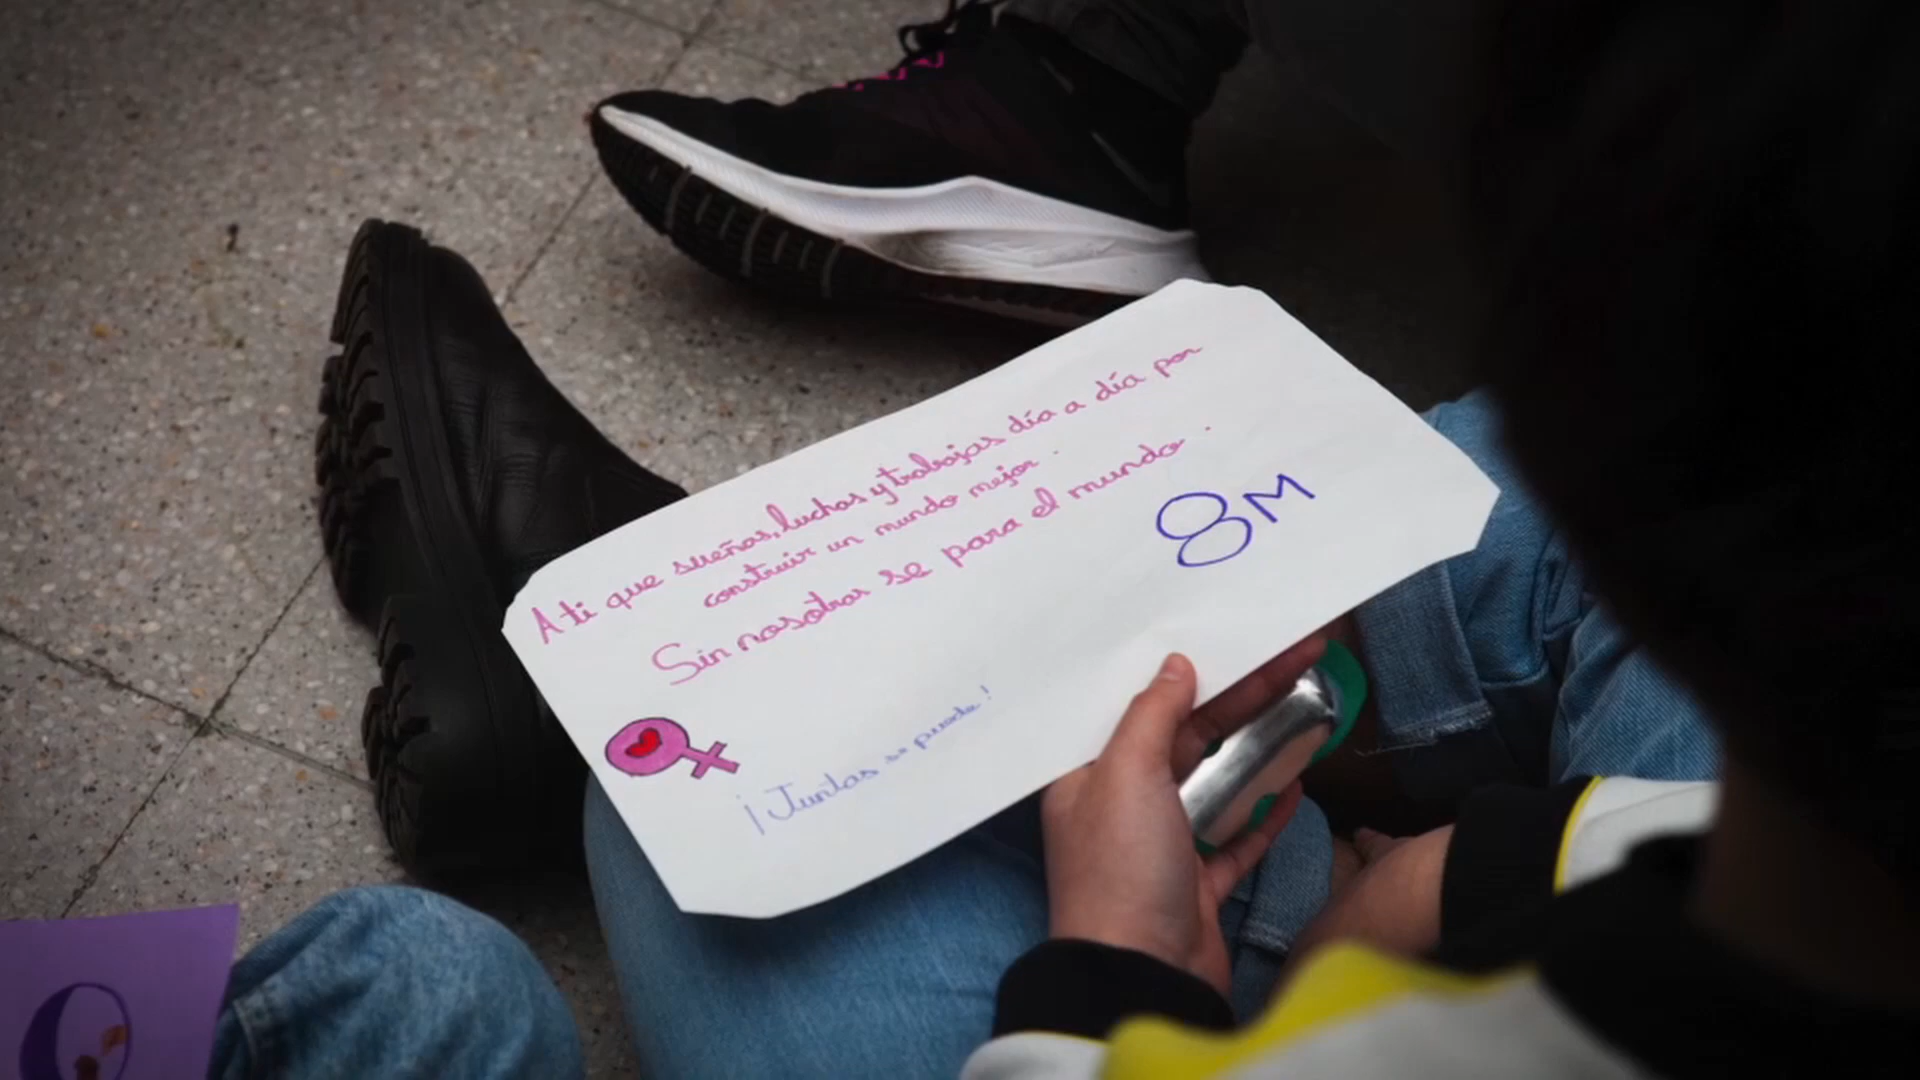 A ti que sueñas, luchas y trabajas día a día por
construir un mundo mejor.
Sin nosotras se para el mundo.
8M
¡Juntas se puede!